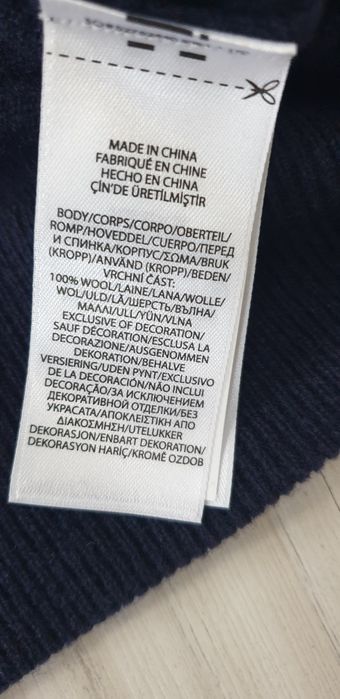 MADE IN CHINA
FABRIQUÉ EN CHINE
HECHO EN CHINA
ÇİN'DE ÜRETİLMİŞTİR
BODY/CORPS/CORPO/OBERTEIL/
ROMP/HOVEDDEL/CUERPO/ПЕРЕД
И СПИНКА/КОРПУС/ΣΩΜΑ/BRUK
(KROPP)/ANVÄND (KROPP)/BEDEN/
VRCHNÍ ČÁST:
100% WOOL/LAINE/LANA/WOLLE/
WOL/ULD/LÃ/ШЕРСТЬ/ВЪЛНА/
ΜΑΛΛΙ/ULL/YÜN/VLNA
EXCLUSIVE OF DECORATION/
SAUF DÉCORATION/ESCLUSA LA
DECORAZIONE/AUSGENOMMEN
DEKORATION/BEHALVE
VERSIERING/UDEN PYNT/EXCLUSIVO
DE LA DECORACIÓN/NÃO INCLUI
DECORAÇÃO/ЗА ИСКЛЮЧЕНИЕМ
ДЕКОРАТИВНОЙ ОТДЕЛКИ/БЕЗ
УКРАСАТА/ΑΠΟΚΛΕΙΣΤΙΚΗ ΑΠΟ
ΔΙΑΚΟΣΜΗΣΗ/UTELUKKER
DEKORASJON/ENBART DEKORATION/
DEKORASYON HARİÇ/KROMĚ OZDOB